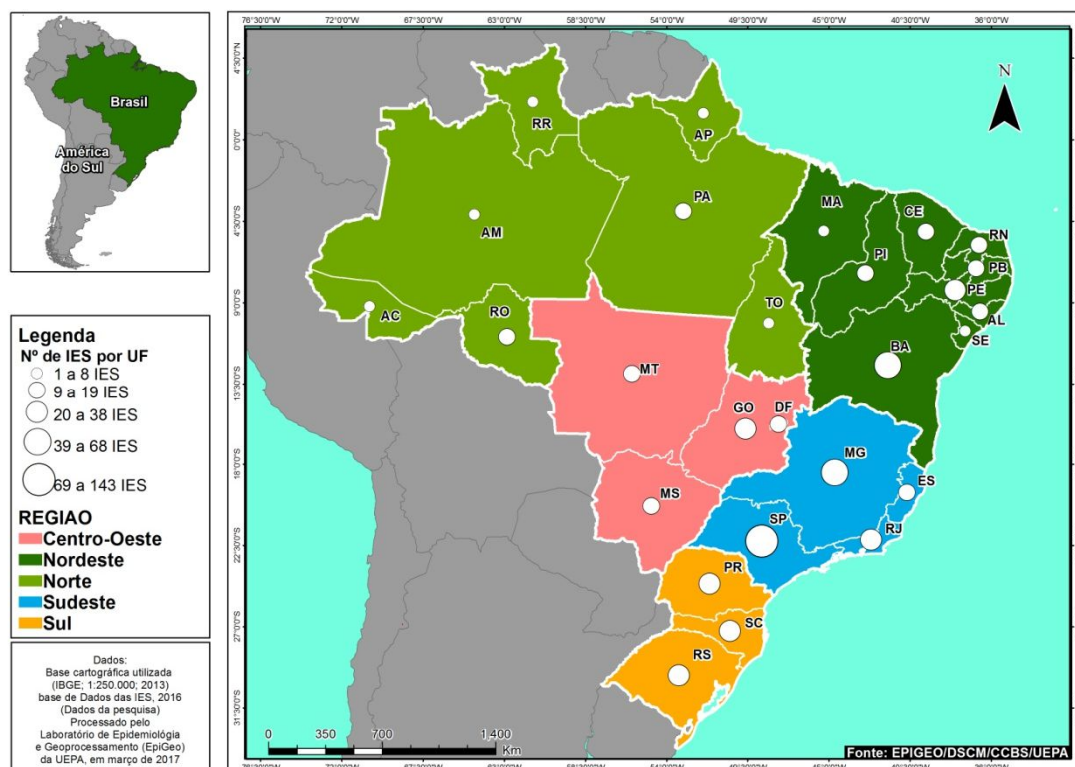 76°30'0"W 72°0'0"W 67°30'0"W 63°0'0"W 58°30'0"W 54°0'0"W 49°30'0"W 45°0'0"W 40°30'0"W 36°0'0"W
Brasil
América
do Sul
4°30'0"N
0°0'0"
4°30'0"S
9°0'0"S
13°30'0"S
18°0'0"S
22°30'0"S
27°0'0"S
31°30'0"S
N
RR
AP
AM
PA
MA
CE
RN
PI
PB
PE
AC
RO
TO
AL
SE
BA
MT
GO
DF
MG
ES
MS
SP
RJ
PR
SC
RS
Legenda
Nº de IES por UF
1 a 8 IES
9 a 19 IES
20 a 38 IES
39 a 68 IES
69 a 143 IES
REGIAO
Centro-Oeste
Nordeste
Norte
Sudeste
Sul
Dados:
Base cartográfica utilizada
(IBGE; 1:250.000; 2013)
base de Dados das IES, 2016
(Dados da pesquisa)
Processado pelo
Laboratório de Epidemiológia
e Geoprocessamento (EpiGeo)
da UEPA, em março de 2017
0 350 700 1,400
Km
Fonte: EPIGEO/DSCM/CCBS/UEPA